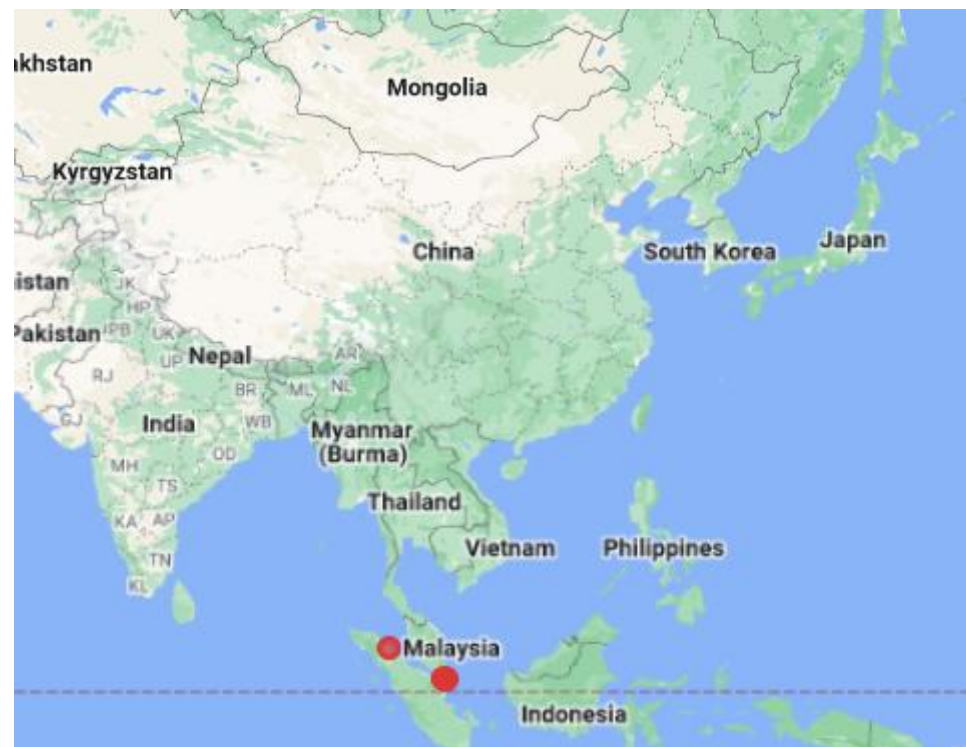 akhstan
Mongolia
Kyrgyzstan
China
South Korea
Japan
istan
JK
HP
Pakistan
PB
UK
Nepal
UP
AR
RJ
BR
ML
NL
GJ
India
WB
Myanmar
(Burma)
OD
MH
TS
Thailand
KA
AP
Vietnam
Philippines
TN
KL
Malaysia
Indonesia